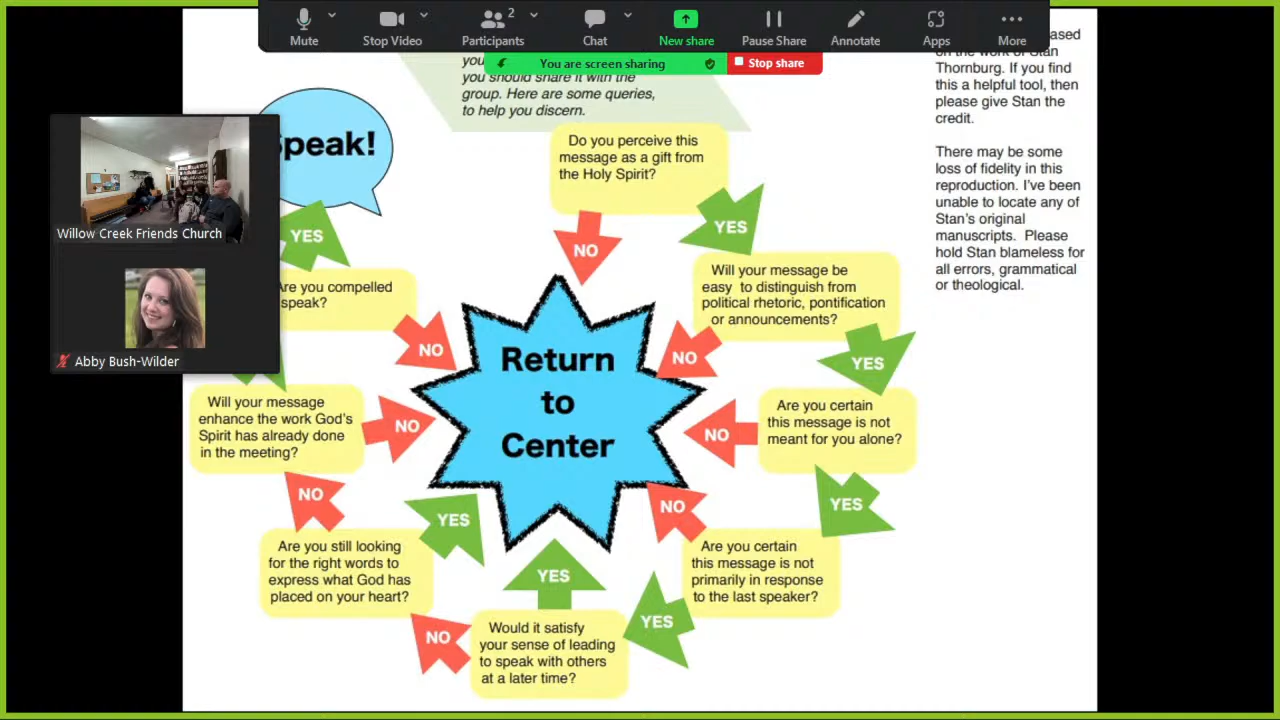 2
Mute
Stop Video
Participants
Chat
New share
Pause Share
Annotate
Apps
More
You are screen sharing
Stop share
you should share it with the
group. Here are some queries,
to help you discern.
ased
on the work of Stan
Thornburg. If you find
this a helpful tool, then
please give Stan the
credit.
There may be some
loss of fidelity in this
reproduction. I've been
unable to locate any of
Stan's original
manuscripts. Please
hold Stan blameless for
all errors, grammatical
or theological.
Speak!
Willow Creek Friends Church
Abby Bush-Wilder
Do you perceive this
message as a gift from
the Holy Spirit?
NO
YES
Will your message be
easy to distinguish from
political rhetoric, pontification
or announcements?
NO
YES
Are you certain
this message is not
meant for you alone?
NO
YES
Are you certain
this message is not
primarily in response
to the last speaker?
NO
YES
Would it satisfy
your sense of leading
to speak with others
at a later time?
YES
NO
Are you still looking
for the right words to
express what God has
placed on your heart?
YES
NO
Will your message
enhance the work God's
Spirit has already done
in the meeting?
NO
Are you compelled
speak?
NO
YES
Return
to
Center